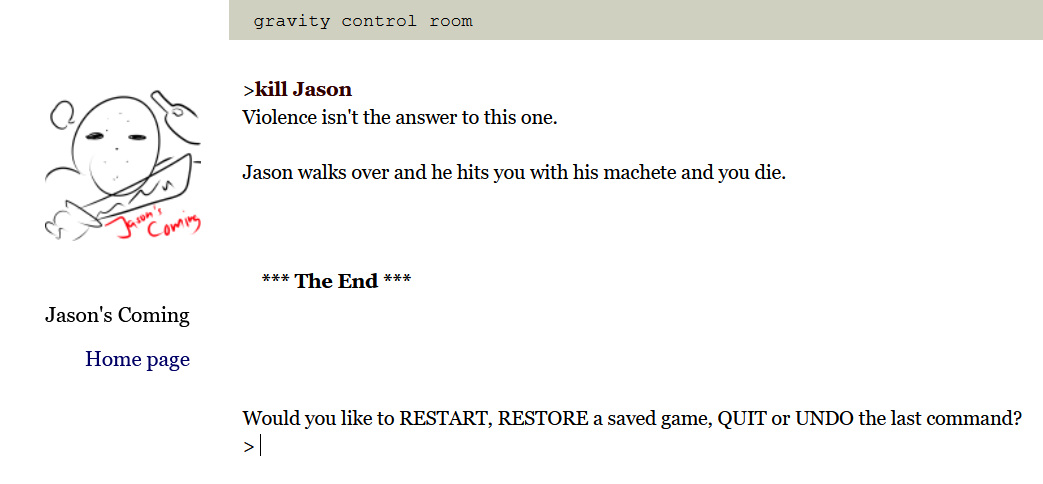 gravity control room
Jason's
Coming
Jason's Coming
Home page
>kill Jason
Violence isn't the answer to this one.
Jason walks over and he hits you with his machete and you die.
*** The End ***
Would you like to RESTART, RESTORE a saved game, QUIT or UNDO the last command?
>